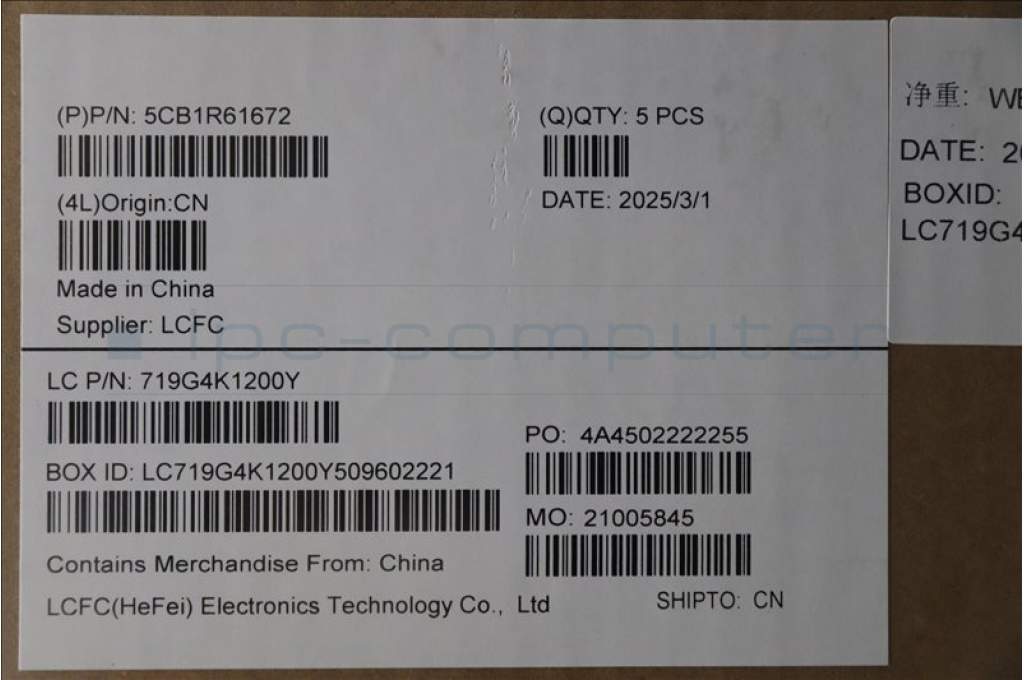 (P)P/N: 5CB1R61672
(Q)QTY: 5 PCS
(4L)Origin:CN
DATE: 2025/3/1
Made in China
Supplier: LCFC
ipc-computer
LC P/N: 719G4K1200Y
PO: 4A4502222255
BOX ID: LC719G4K1200Y509602221
MO: 21005845
Contains Merchandise From: China
LCFC(HeFei) Electronics Technology Co., Ltd
SHIPTO: CN
净重:
DATE:
BOXID:
LC719G4